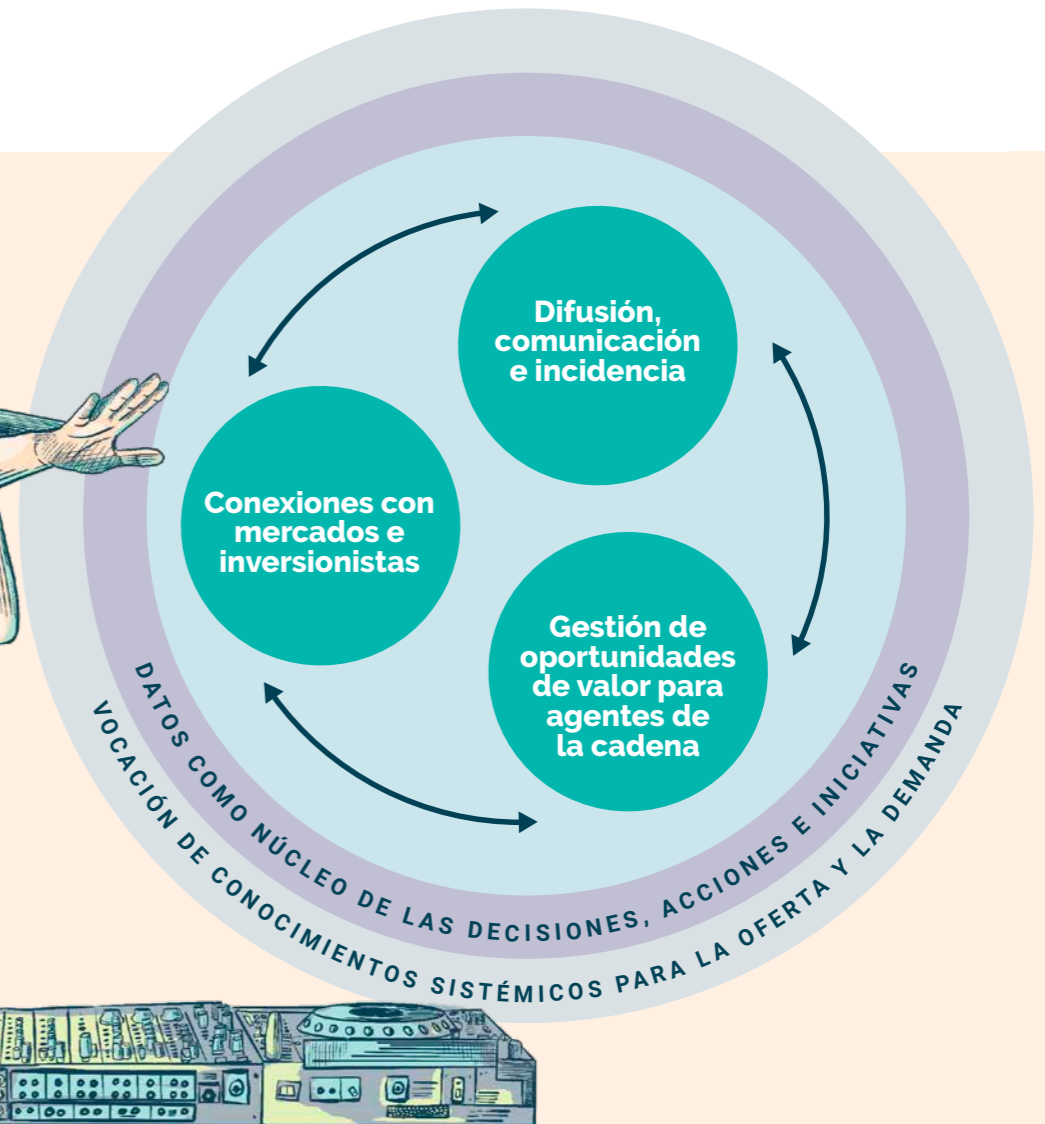 Difusión,
comunicación
e incidencia
Conexiones con
mercados e
inversionistas
Gestión de
oportunidades
de valor para
agentes de
la cadena
DATOS COMO NÚCLEO DE LAS DECISIONES, ACCIONES E INICIATIVAS
VOCACIÓN DE CONOCIMIENTOS SISTÉMICOS PARA LA OFERTA Y LA DEMANDA